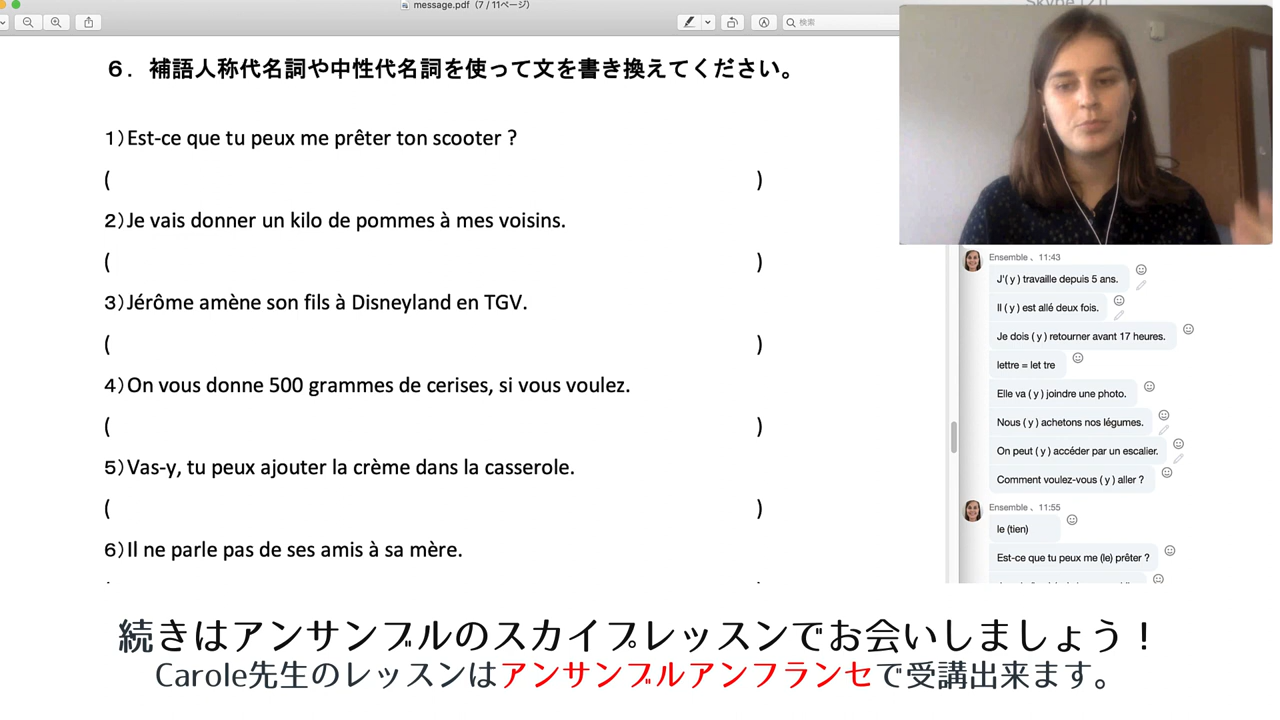 message.pdf（7 / 11ページ）
検索
６．補語人称代名詞や中性代名詞を使って文を書き換えてください。
1）Est-ce que tu peux me prêter ton scooter ?
( )
2）Je vais donner un kilo de pommes à mes voisins.
( )
3）Jérôme amène son fils à Disneyland en TGV.
( )
4）On vous donne 500 grammes de cerises, si vous voulez.
( )
5）Vas-y, tu peux ajouter la crème dans la casserole.
( )
6）Il ne parle pas de ses amis à sa mère.
Ensemble 、11:43
J'( y ) travaille depuis 5 ans.
Il ( y ) est allé deux fois.
Je dois ( y ) retourner avant 17 heures.
lettre = let tre
Elle va ( y ) joindre une photo.
Nous ( y ) achetons nos légumes.
On peut ( y ) accéder par un escalier.
Comment voulez-vous ( y ) aller ?
Ensemble 、11:55
le (tien)
Est-ce que tu peux me (le) prêter ?
続きはアンサンブルのスカイプレッスンでお会いしましょう！
Carole先生のレッスンはアンサンブルアンフランセで受講出来ます。